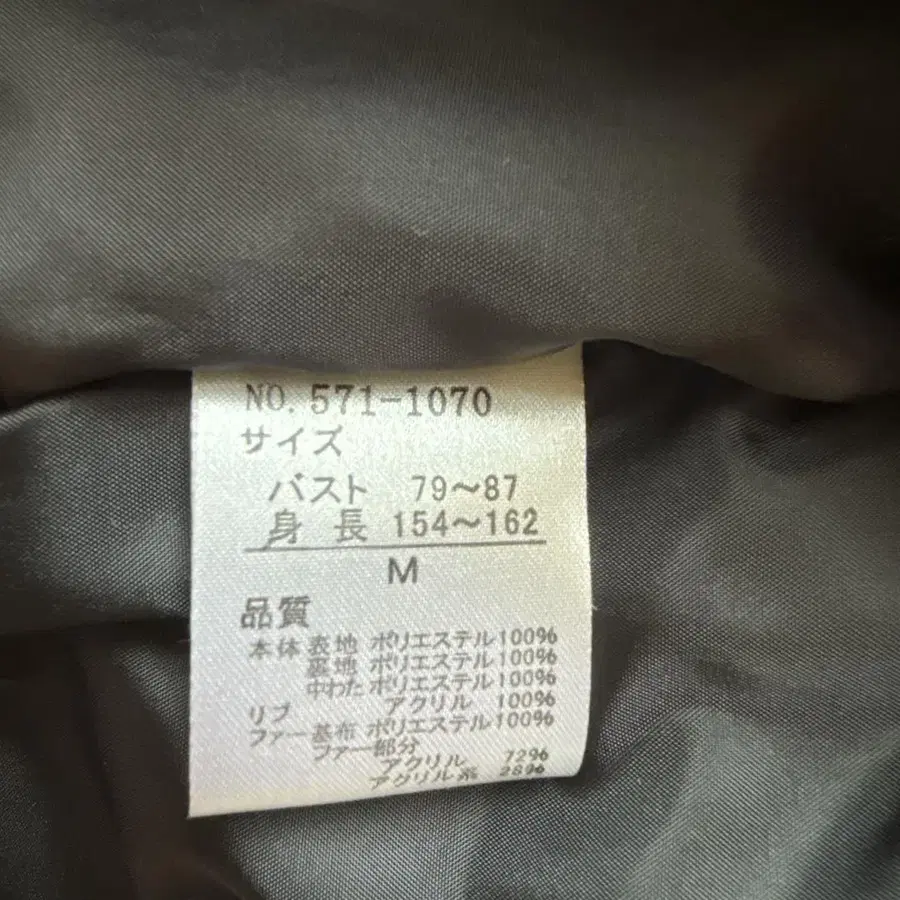 NO. 571-1070
サイズ
バスト 79～87
身長 154～162
M
品質
本体 表地 ポリエステル100%
裏地 ポリエステル100%
中わた ポリエステル100%
リブ アクリル 100%
ファー基布 ポリエステル100%
ファー部分
アクリル 72%
アクリル系 28%